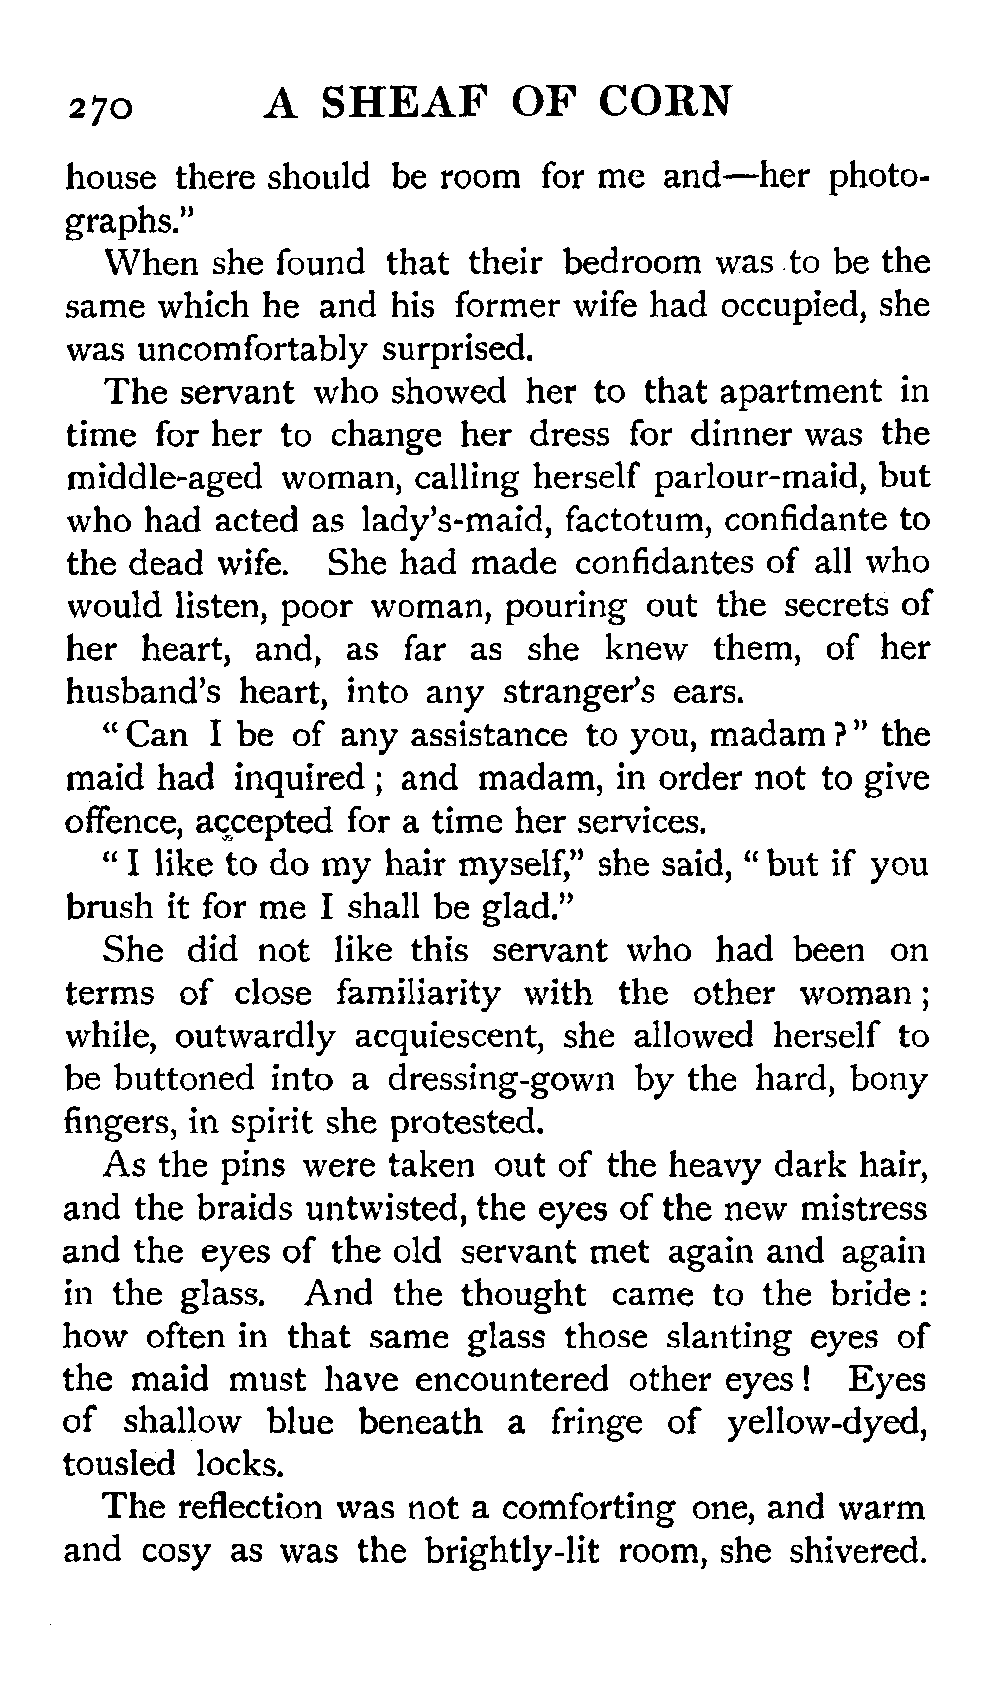 270 A SHEAF OF CORN
house there should be room for me and—her photo-
graphs."
When she found that their bedroom was to be the
same which he and his former wife had occupied, she
was uncomfortably surprised.
The servant who showed her to that apartment in
time for her to change her dress for dinner was the
middle-aged woman, calling herself parlour-maid, but
who had acted as lady's-maid, factotum, confidante to
the dead wife. She had made confidantes of all who
would listen, poor woman, pouring out the secrets of
her heart, and, as far as she knew them, of her
husband's heart, into any stranger's ears.
"Can I be of any assistance to you, madam?" the
maid had inquired; and madam, in order not to give
offence, accepted for a time her services.
"I like to do my hair myself," she said, "but if you
brush it for me I shall be glad."
She did not like this servant who had been on
terms of close familiarity with the other woman;
while, outwardly acquiescent, she allowed herself to
be buttoned into a dressing-gown by the hard, bony
fingers, in spirit she protested.
As the pins were taken out of the heavy dark hair,
and the braids untwisted, the eyes of the new mistress
and the eyes of the old servant met again and again
in the glass. And the thought came to the bride:
how often in that same glass those slanting eyes of
the maid must have encountered other eyes! Eyes
of shallow blue beneath a fringe of yellow-dyed,
tousled locks.
The reflection was not a comforting one, and warm
and cosy as was the brightly-lit room, she shivered.